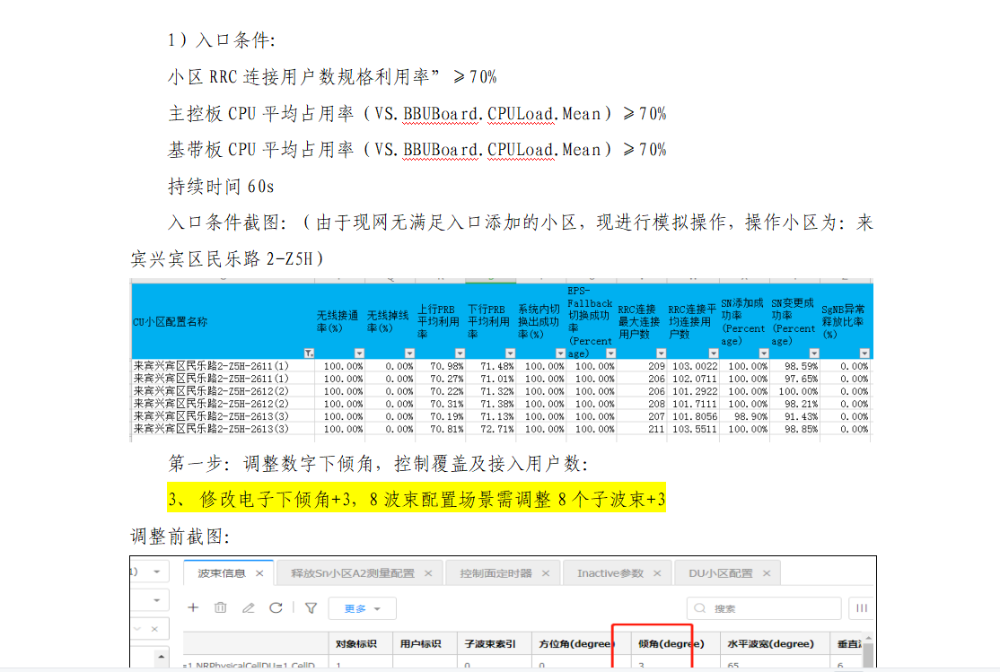 1）入口条件：
小区 RRC 连接用户数规格利用率” ≥70%
主控板 CPU 平均占用率（VS.BBUBoard.CPULoad.Mean）≥70%
基带板 CPU 平均占用率（VS.BBUBoard.CPULoad.Mean）≥70%
持续时间 60s
入口条件截图：（由于现网无满足入口添加的小区，现进行模拟操作，操作小区为：来
宾兴宾区民乐路 2-Z5H）
CU小区配置名称 无线接通率(%) 无线掉线率(%) 上行PRB平均利用率 下行PRB平均利用率 系统内切换出成功率(%) EPS-Fallback切换成功率(Percentage) RRC连接最大连接用户数 RRC连接平均连接用户数 SN添加成功率(Percentage) SN变更成功率(Percentage) SgNB异常释放比率(%)
来宾兴宾区民乐路2-Z5H-2611(1) 100.00% 0.00% 70.98% 71.48% 100.00% 100.00% 209 103.0022 100.00% 98.59% 0.00%
来宾兴宾区民乐路2-Z5H-2611(1) 100.00% 0.00% 70.27% 71.01% 100.00% 100.00% 206 102.0711 100.00% 97.65% 0.00%
来宾兴宾区民乐路2-Z5H-2612(2) 100.00% 0.00% 70.22% 71.32% 100.00% 100.00% 206 101.2922 100.00% 100.00% 0.00%
来宾兴宾区民乐路2-Z5H-2612(2) 100.00% 0.00% 70.31% 71.38% 100.00% 100.00% 208 101.7111 100.00% 98.21% 0.00%
来宾兴宾区民乐路2-Z5H-2613(3) 100.00% 0.00% 70.19% 71.13% 100.00% 100.00% 207 101.8056 98.90% 91.43% 0.00%
来宾兴宾区民乐路2-Z5H-2613(3) 100.00% 0.00% 70.81% 72.71% 100.00% 100.00% 211 103.5511 100.00% 98.85% 0.00%
第一步：调整数字下倾角，控制覆盖及接入用户数：
3、 修改电子下倾角+3，8 波束配置场景需调整 8 个子波束+3
调整前截图：
1) 波束信息 × 释放Sn小区A2测量配置 × 控制面定时器 × Inactive参数 × DU小区配置 ×
更多 搜索
对象标识 用户标识 子波束索引 方位角(degree) 倾角(degree) 水平波宽(degree) 垂直
=1,NRPhysicalCellDU=1,CellD 1 0 0 3 65 6